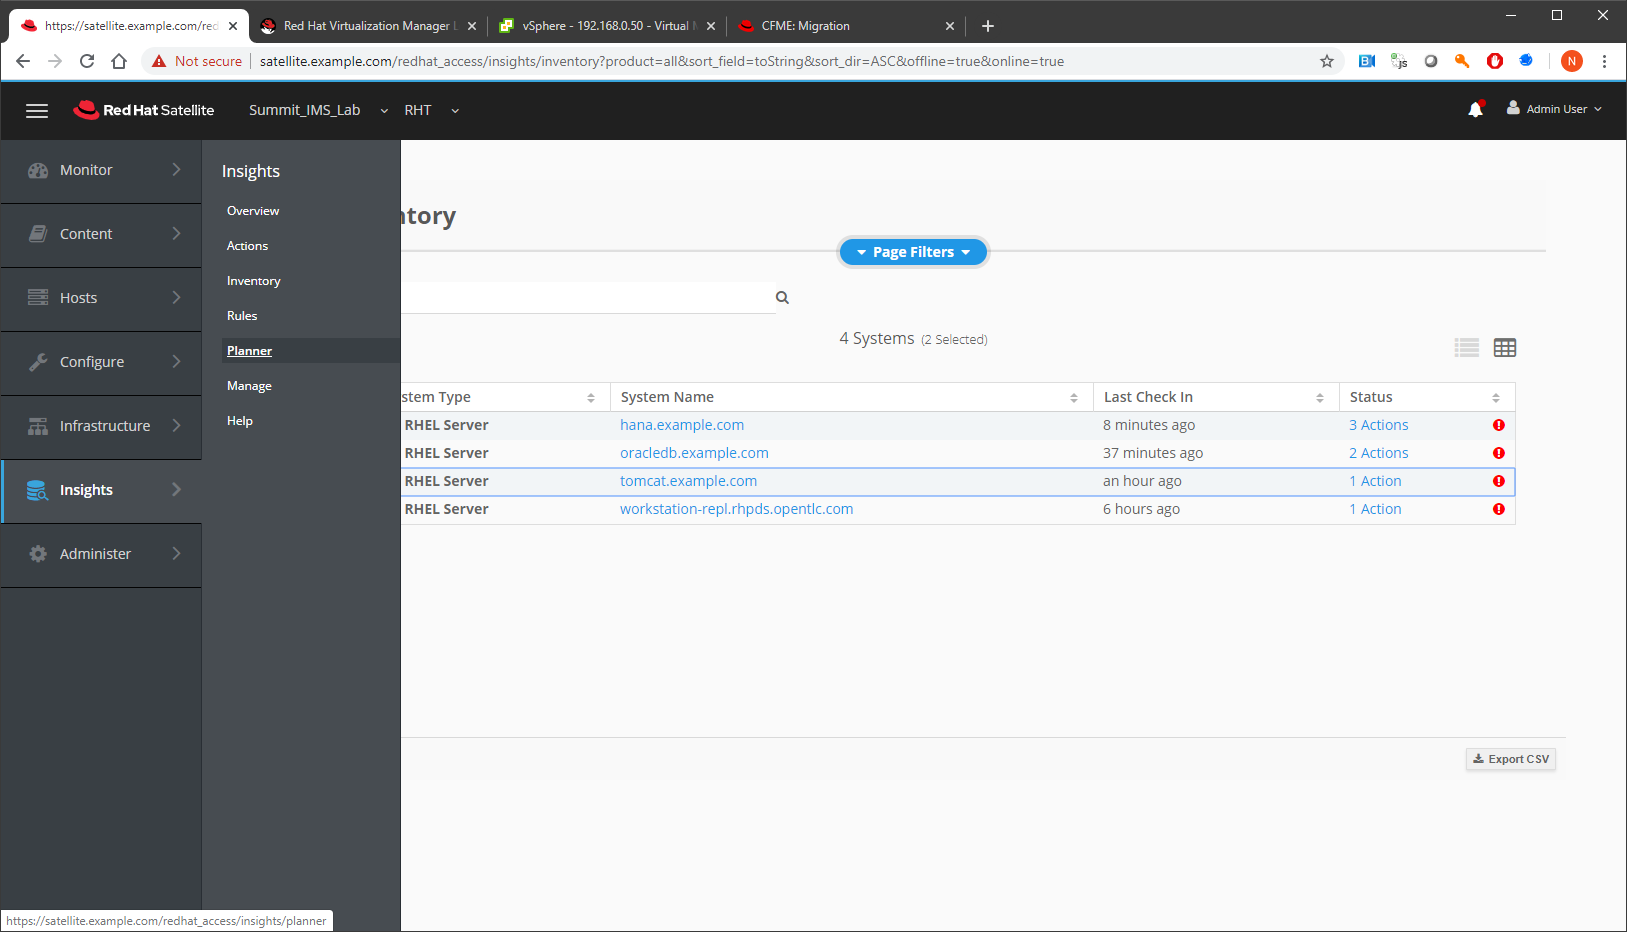 https://satellite.example.com/red
Red Hat Virtualization Manager
vSphere - 192.168.0.50 - Virtual
CFME: Migration
Not secure
satellite.example.com/redhat_access/insights/inventory?product=all&sort_field=toString&sort_dir=ASC&offline=true&online=true
N
Red Hat Satellite
Summit_IMS_Lab
RHT
Admin User
Monitor
Content
Hosts
Configure
Infrastructure
Insights
Administer
Insights
Overview
Actions
Inventory
Rules
Planner
Manage
Help
ntory
Page Filters
4 Systems (2 Selected)
stem Type System Name Last Check In Status
RHEL Server hana.example.com 8 minutes ago 3 Actions
RHEL Server oracledb.example.com 37 minutes ago 2 Actions
RHEL Server tomcat.example.com an hour ago 1 Action
RHEL Server workstation-repl.rhpds.opentlc.com 6 hours ago 1 Action
Export CSV
https://satellite.example.com/redhat_access/insights/planner